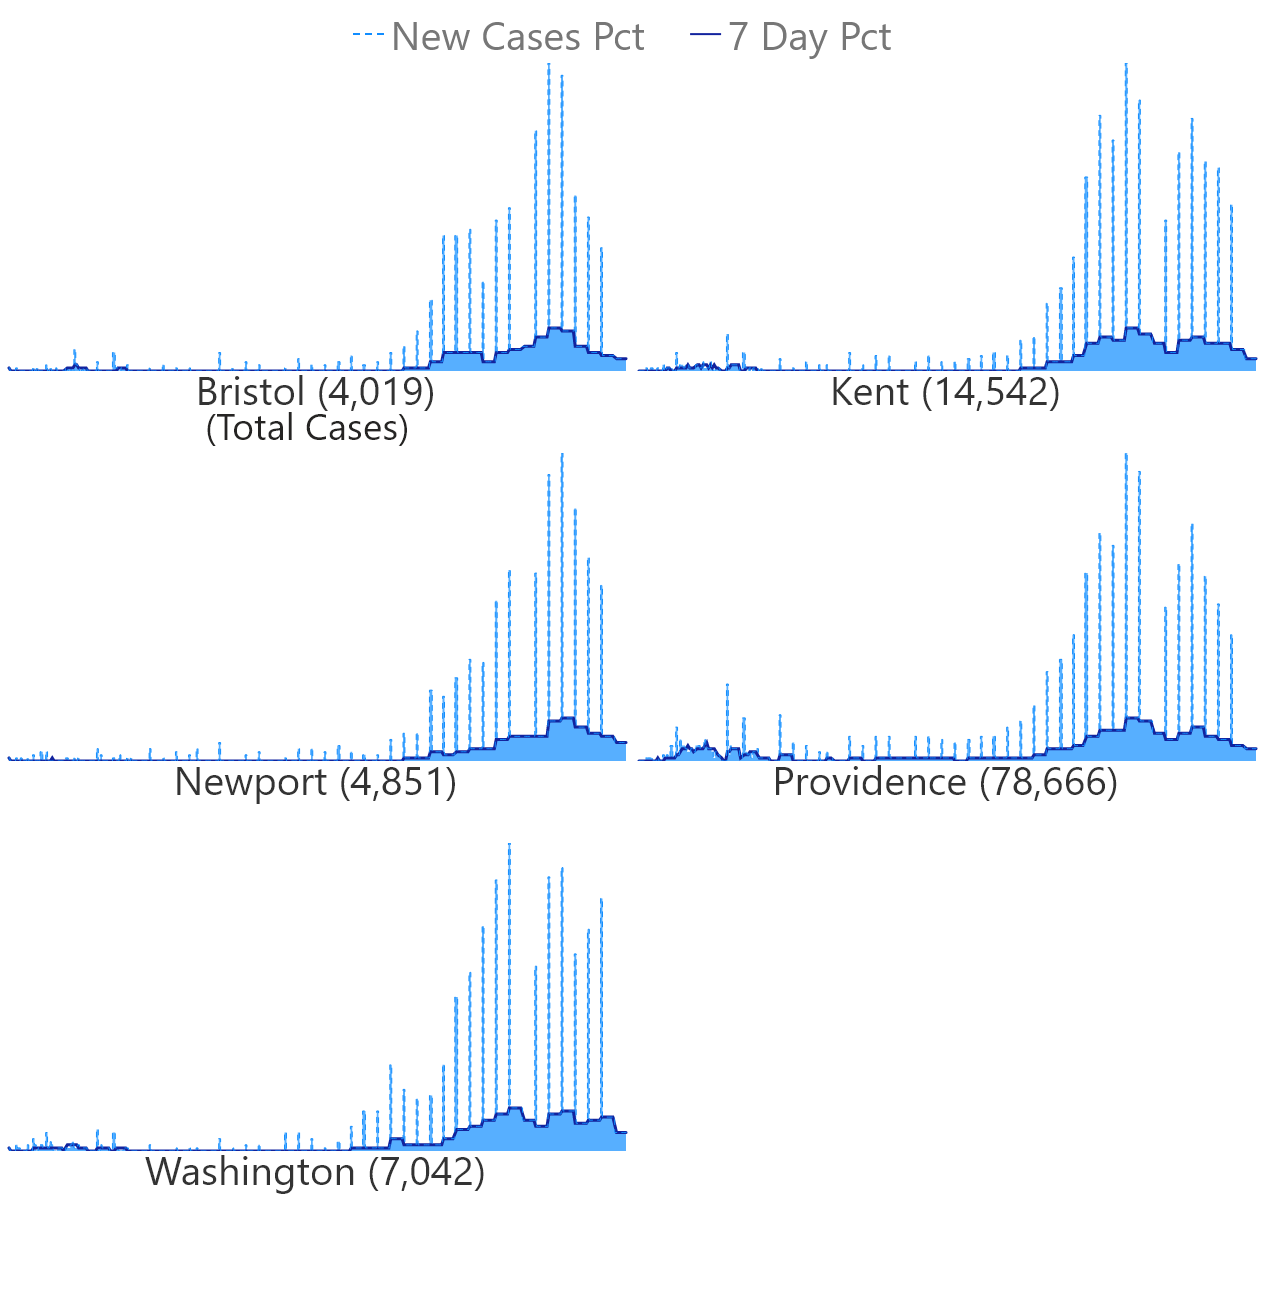 New Cases Pct 7 Day Pct
Bristol (4,019)
(Total Cases)
Kent (14,542)
Newport (4,851)
Providence (78,666)
Washington (7,042)